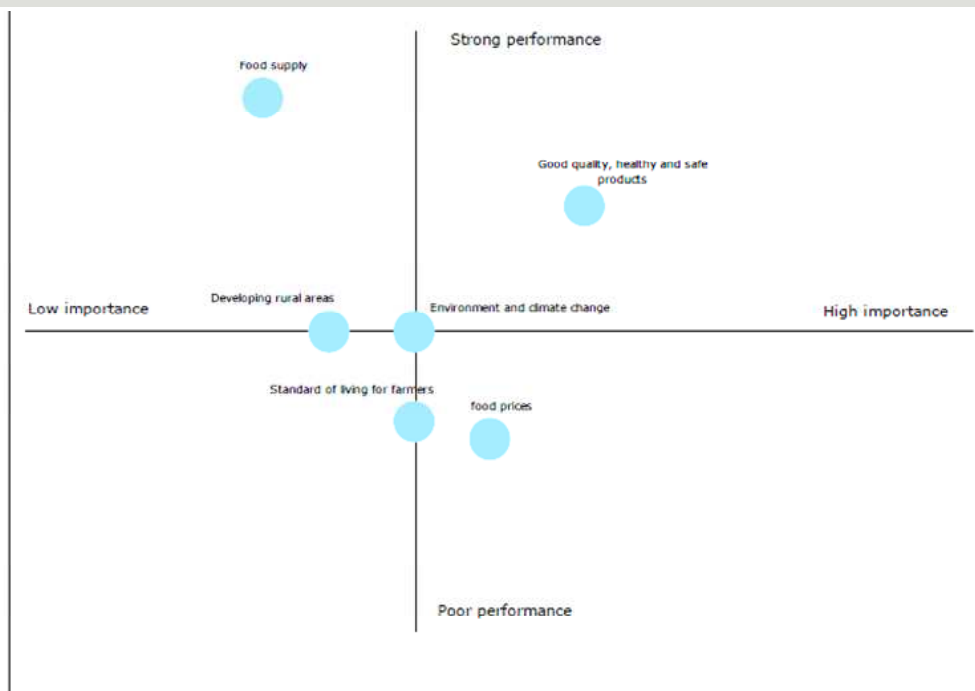 Strong performance
Food supply
Good quality, healthy and safe
products
Developing rural areas
Environment and climate change
Low importance
High importance
Standard of living for farmers
food prices
Poor performance